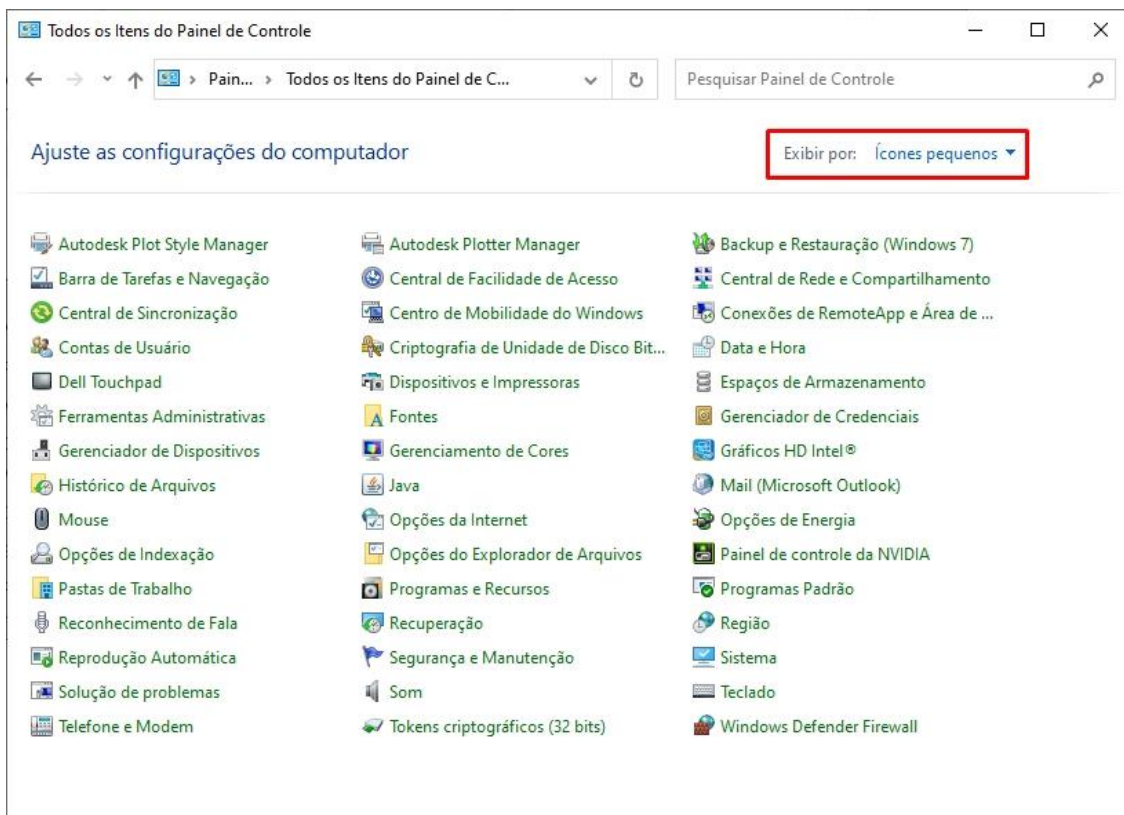 Todos os Itens do Painel de Controle
Pain... > Todos os Itens do Painel de C...
Pesquisar Painel de Controle
Ajuste as configurações do computador
Exibir por: Ícones pequenos
Autodesk Plot Style Manager
Autodesk Plotter Manager
Backup e Restauração (Windows 7)
Barra de Tarefas e Navegação
Central de Facilidade de Acesso
Central de Rede e Compartilhamento
Central de Sincronização
Centro de Mobilidade do Windows
Conexões de RemoteApp e Área de ...
Contas de Usuário
Criptografia de Unidade de Disco Bit...
Data e Hora
Dell Touchpad
Dispositivos e Impressoras
Espaços de Armazenamento
Ferramentas Administrativas
Fontes
Gerenciador de Credenciais
Gerenciador de Dispositivos
Gerenciamento de Cores
Gráficos HD Intel®
Histórico de Arquivos
Java
Mail (Microsoft Outlook)
Mouse
Opções da Internet
Opções de Energia
Opções de Indexação
Opções do Explorador de Arquivos
Painel de controle da NVIDIA
Pastas de Trabalho
Programas e Recursos
Programas Padrão
Reconhecimento de Fala
Recuperação
Região
Reprodução Automática
Segurança e Manutenção
Sistema
Solução de problemas
Som
Teclado
Telefone e Modem
Tokens criptográficos (32 bits)
Windows Defender Firewall